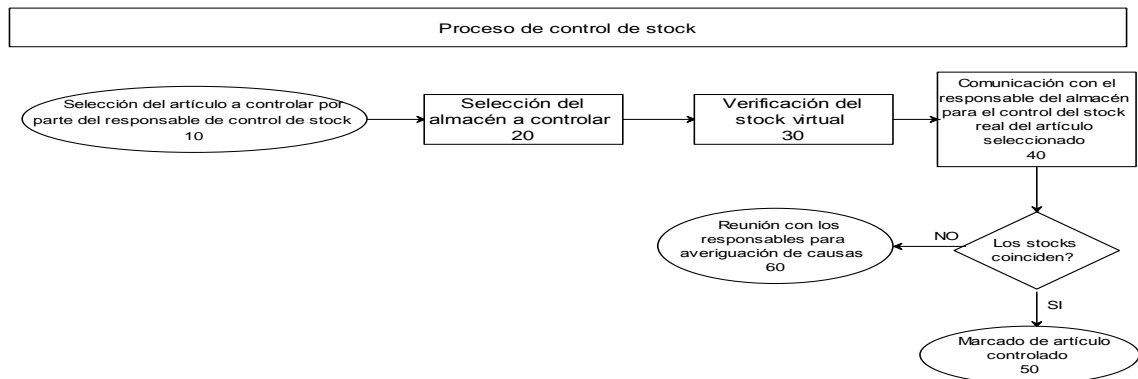 Proceso de control de stock
Selección del artículo a controlar por
parte del responsable de control de stock
10
Selección del
almacén a controlar
20
Verificación del
stock virtual
30
Comunicación con el
responsable del almacén
para el control del stock
real del artículo
seleccionado
40
Los stocks
coinciden?
NO
Reunión con los
responsables para
averiguación de causas
60
SI
Marcado de artículo
controlado
50